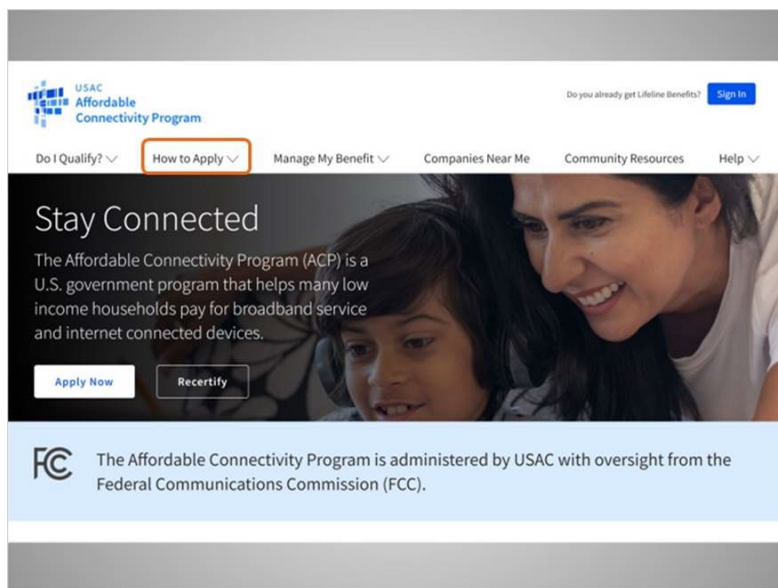 USAC
Affordable
Connectivity Program
Do you already get Lifeline Benefits?
Sign In
Do I Qualify?
How to Apply
Manage My Benefit
Companies Near Me
Community Resources
Help
Stay Connected
The Affordable Connectivity Program (ACP) is a
U.S. government program that helps many low
income households pay for broadband service
and internet connected devices.
Apply Now
Recertify
FCC
The Affordable Connectivity Program is administered by USAC with oversight from the
Federal Communications Commission (FCC).